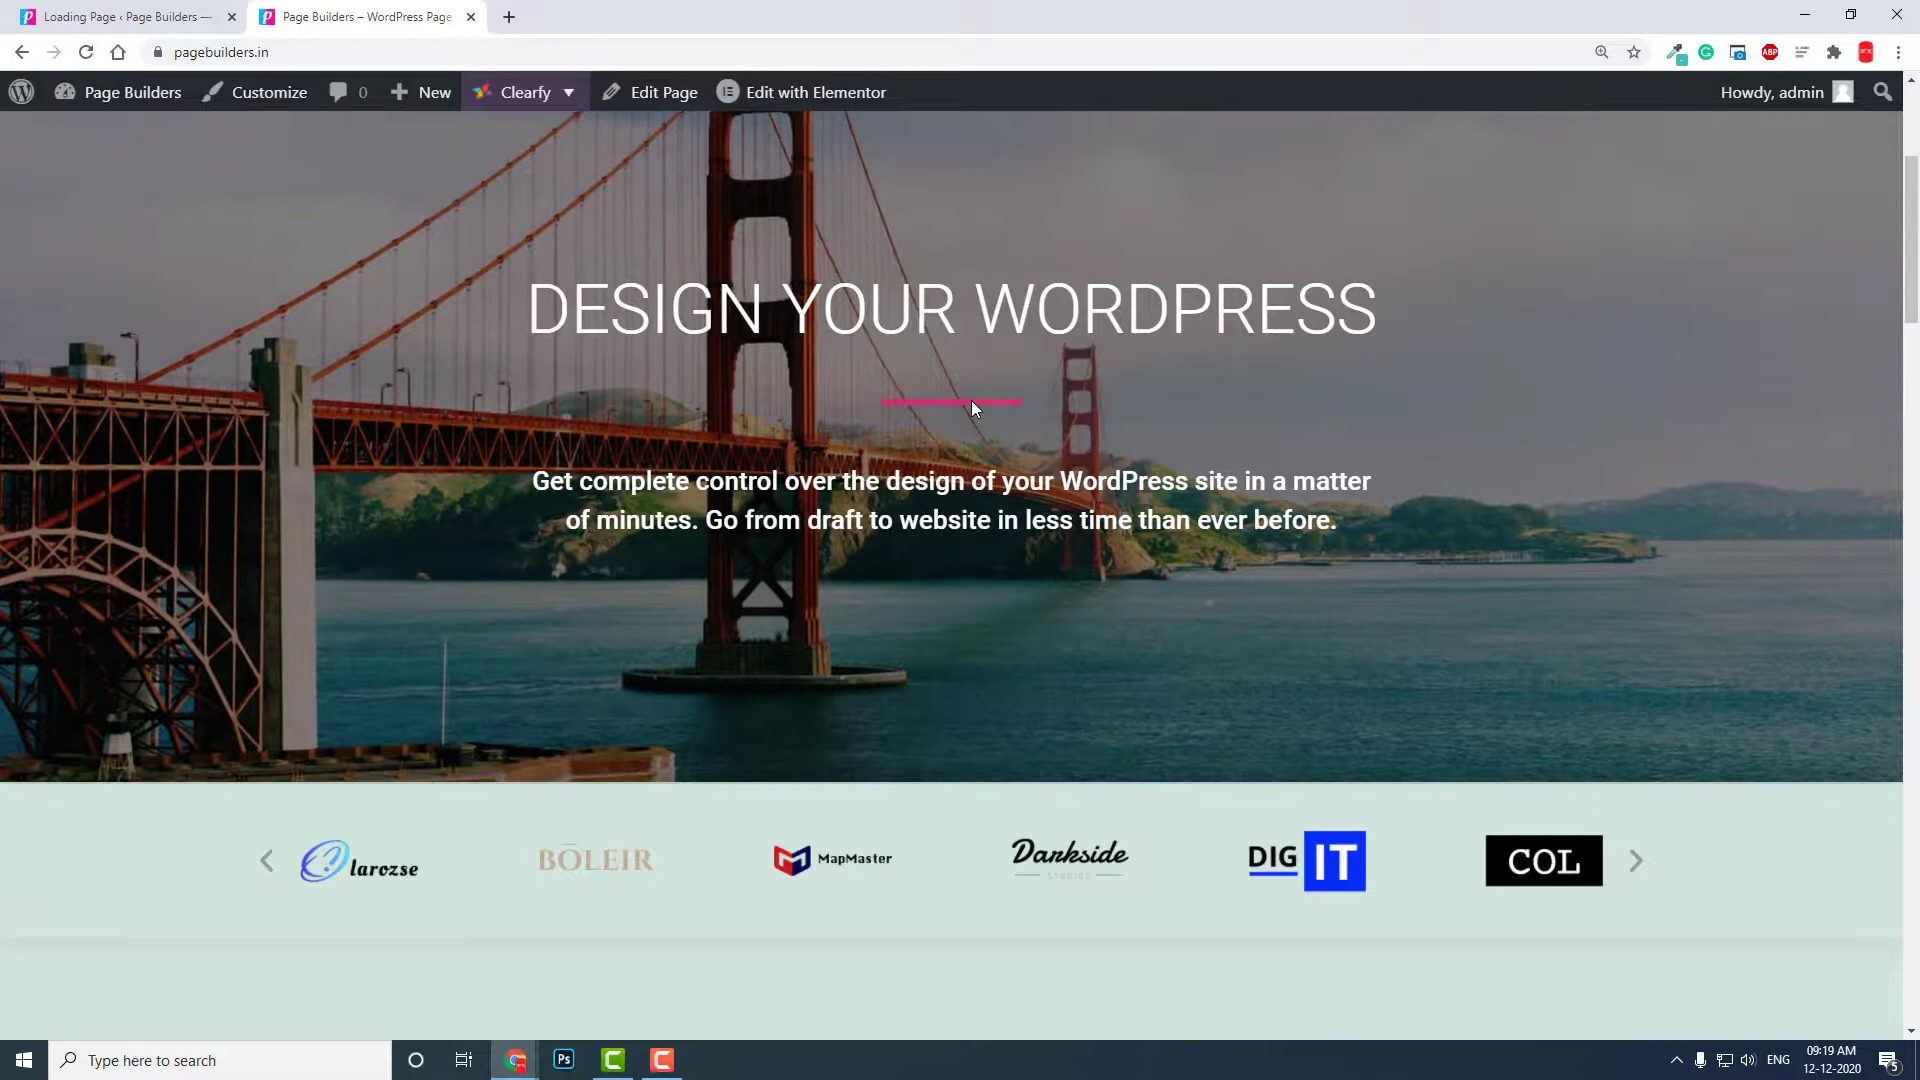 Loading Page ‹ Page Builders —
Page Builders – WordPress Page
pagebuilders.in
ABP
Page Builders
Customize
0
New
Clearfy
Edit Page
Edit with Elementor
Howdy, admin
DESIGN YOUR WORDPRESS
Get complete control over the design of your WordPress site in a matter
of minutes. Go from draft to website in less time than ever before.
larozse
BOLEIR
MapMaster
Darkside
STUDIOS
DIG IT
COL
Type here to search
Ps
ENG
09:19 AM
12-12-2020
5